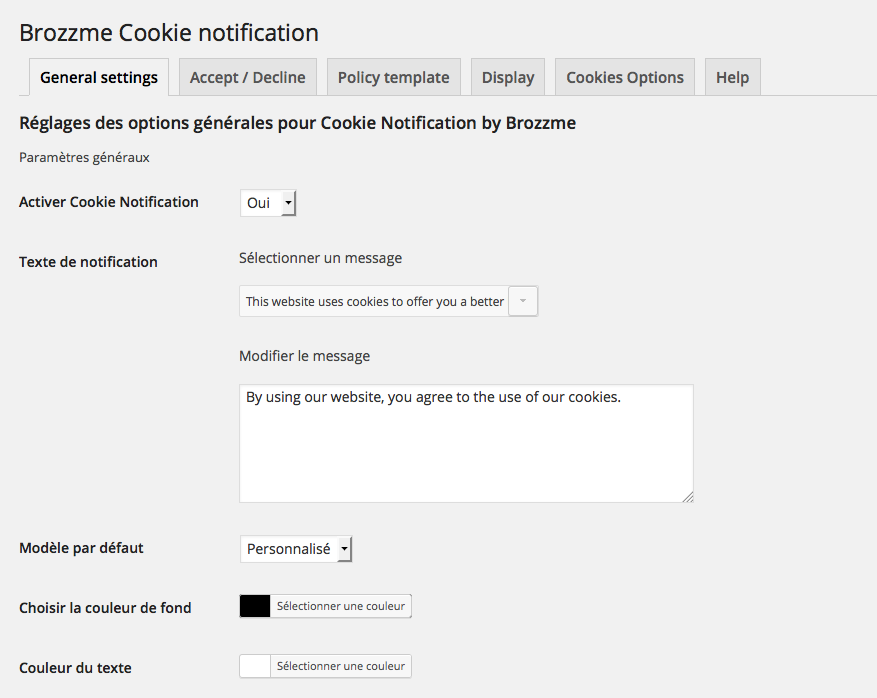 Brozzme Cookie notification
General settings
Accept / Decline
Policy template
Display
Cookies Options
Help
Réglages des options générales pour Cookie Notification by Brozzme
Paramètres généraux
Activer Cookie Notification
Oui
Texte de notification
Sélectionner un message
This website uses cookies to offer you a better
Modifier le message
By using our website, you agree to the use of our cookies.
Modèle par défaut
Personnalisé
Choisir la couleur de fond
Sélectionner une couleur
Couleur du texte
Sélectionner une couleur